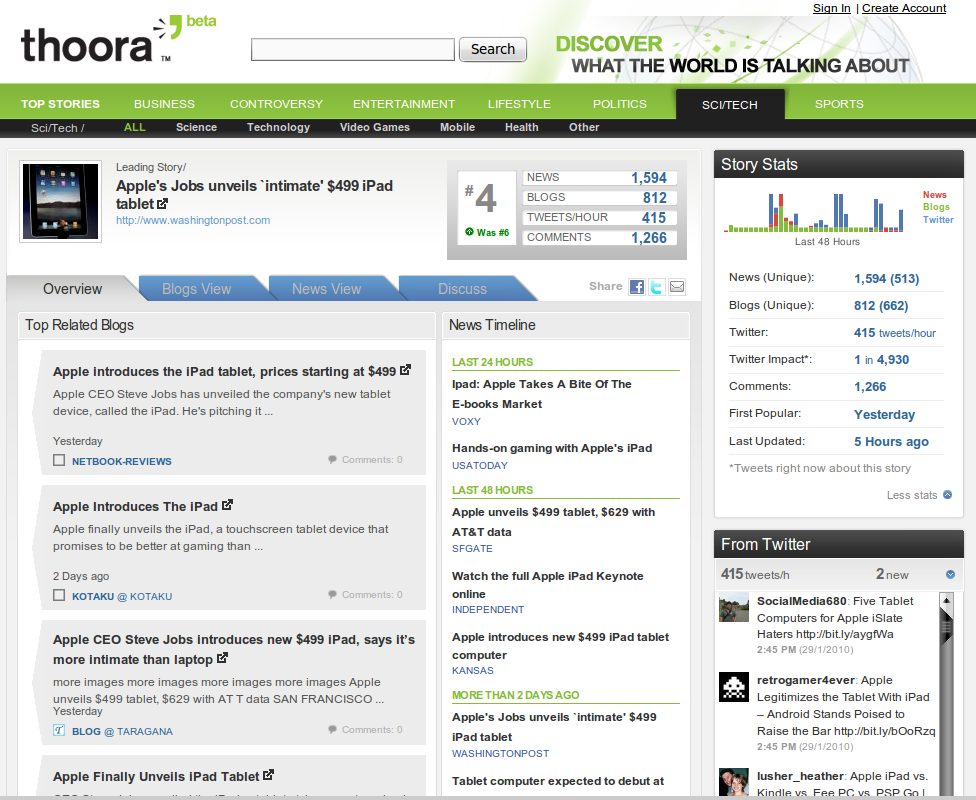 Sign In | Create Account
thoora beta
TM
Search
DISCOVER
WHAT THE WORLD IS TALKING ABOUT
TOP STORIES BUSINESS CONTROVERSY ENTERTAINMENT LIFESTYLE POLITICS SCI/TECH SPORTS
Sci/Tech / ALL Science Technology Video Games Mobile Health Other
Leading Story/
Apple's Jobs unveils `intimate' $499 iPad
tablet
http://www.washingtonpost.com
#4
Was #6
NEWS 1,594
BLOGS 812
TWEETS/HOUR 415
COMMENTS 1,266
Overview Blogs View News View Discuss
Share
Top Related Blogs
Apple introduces the iPad tablet, prices starting at $499
Apple CEO Steve Jobs has unveiled the company's new tablet
device, called the iPad. He's pitching it ...
Yesterday
NETBOOK-REVIEWS Comments: 0
Apple Introduces The iPad
Apple finally unveils the iPad, a touchscreen tablet device that
promises to be better at gaming than ...
2 Days ago
KOTAKU @ KOTAKU Comments: 0
Apple CEO Steve Jobs introduces new $499 iPad, says it's
more intimate than laptop
more images more images more images more images Apple
unveils $499 tablet, $629 with AT T data SAN FRANCISCO ...
Yesterday
BLOG @ TARAGANA Comments: 0
Apple Finally Unveils iPad Tablet
News Timeline
LAST 24 HOURS
Ipad: Apple Takes A Bite Of The
E-books Market
VOXY
Hands-on gaming with Apple's iPad
USATODAY
LAST 48 HOURS
Apple unveils $499 tablet, $629 with
AT&T data
SFGATE
Watch the full Apple iPad Keynote
online
INDEPENDENT
Apple introduces new $499 iPad tablet
computer
KANSAS
MORE THAN 2 DAYS AGO
Apple's Jobs unveils `intimate' $499
iPad tablet
WASHINGTONPOST
Tablet computer expected to debut at
Story Stats
News
Blogs
Twitter
Last 48 Hours
News (Unique): 1,594 (513)
Blogs (Unique): 812 (662)
Twitter: 415 tweets/hour
Twitter Impact*: 1 in 4,930
Comments: 1,266
First Popular: Yesterday
Last Updated: 5 Hours ago
*Tweets right now about this story
Less stats
From Twitter
415 tweets/h 2 new
SocialMedia680: Five Tablet
Computers for Apple iSlate
Haters http://bit.ly/aygfWa
2:45 PM (29/1/2010)
retrogamer4ever: Apple
Legitimizes the Tablet With iPad
– Android Stands Poised to
Raise the Bar http://bit.ly/bOoRzq
2:45 PM (29/1/2010)
lusher_heather: Apple iPad vs.
Kindle vs. Eee PC vs. PSP Go |